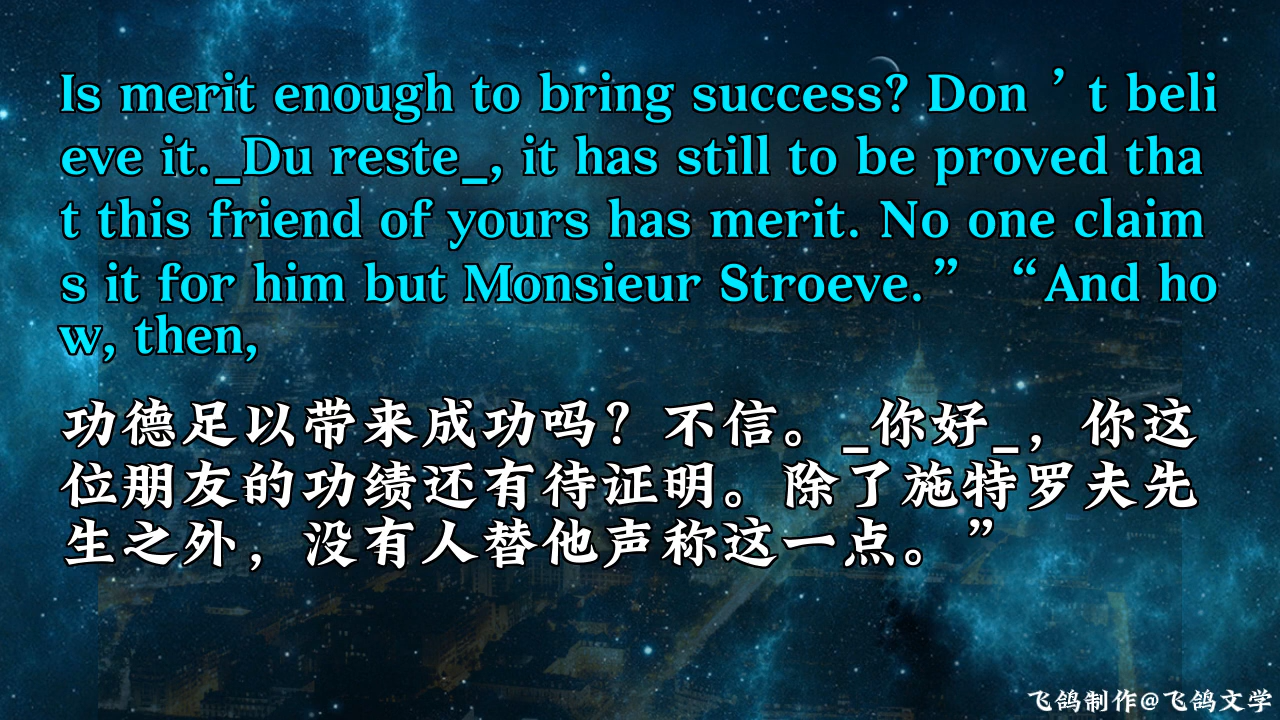 Is merit enough to bring success? Don ’ t beli
eve it._Du reste_, it has still to be proved tha
t this friend of yours has merit. No one claim
s it for him but Monsieur Stroeve.” “And ho
w, then,
功德足以带来成功吗？不信。_你好_，你这
位朋友的功绩还有待证明。除了施特罗夫先
生之外，没有人替他声称这一点。”
飞鸽制作@飞鸽文学